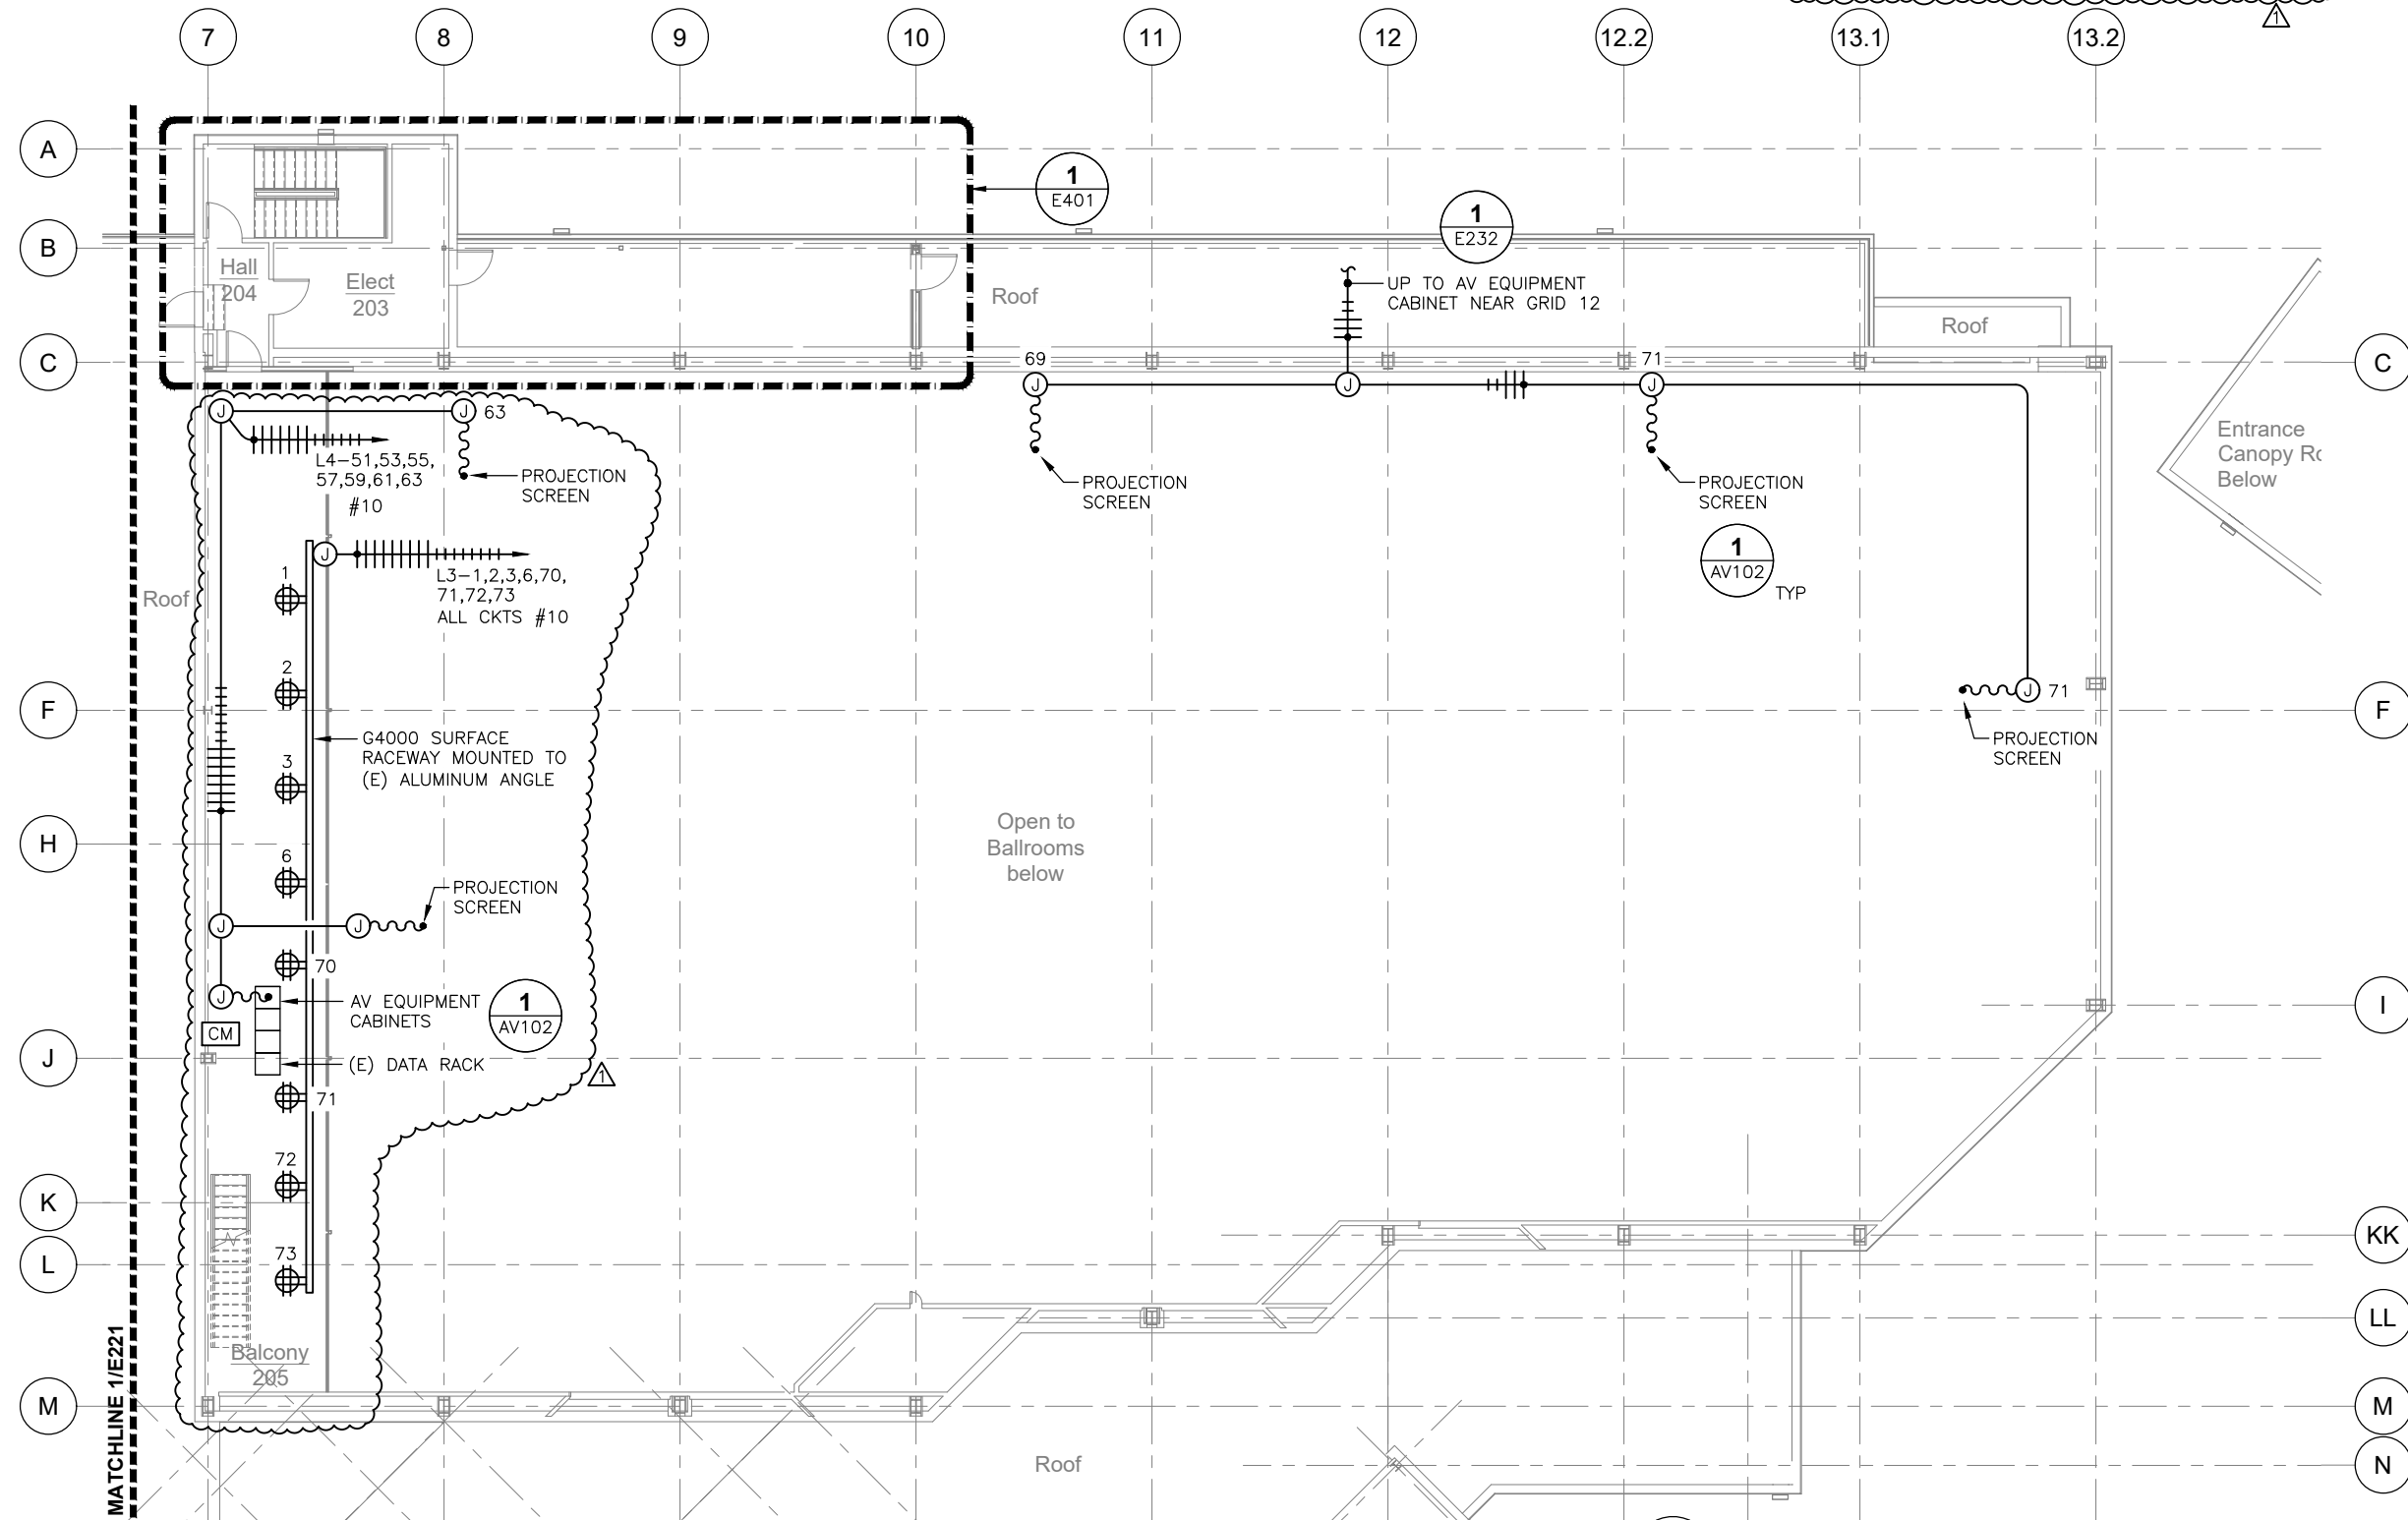 1
7
8
9
10
11
12
12.2
13.1
13.2
A
B
C
F
H
J
K
L
M
C
F
I
KK
LL
M
N
1
E401
1
E232
Hall
204
Elect
203
Roof
UP TO AV EQUIPMENT
CABINET NEAR GRID 12
Roof
69
71
J
J
J
J
J
63
L4-51,53,55,
57,59,61,63
#10
PROJECTION
SCREEN
PROJECTION
SCREEN
PROJECTION
SCREEN
Entrance
Canopy
Below
J
L3-1,2,3,6,70,
71,72,73
ALL CKTS #10
1
AV102
TYP
Roof
1
2
J
71
PROJECTION
SCREEN
G4000 SURFACE
RACEWAY MOUNTED TO
(E) ALUMINUM ANGLE
3
Open to
Ballrooms
below
6
PROJECTION
SCREEN
J
J
70
J
AV EQUIPMENT
CABINETS
1
AV102
CM
(E) DATA RACK
1
71
72
73
Balcony
205
MATCHLINE 1/E221
Roof